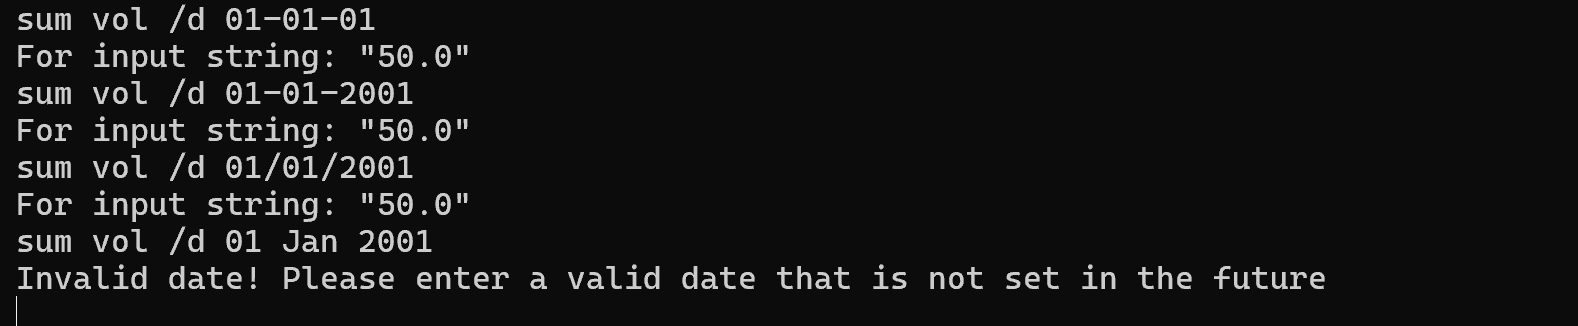 sum vol /d 01-01-01
For input string: "50.0"
sum vol /d 01-01-2001
For input string: "50.0"
sum vol /d 01/01/2001
For input string: "50.0"
sum vol /d 01 Jan 2001
Invalid date! Please enter a valid date that is not set in the future